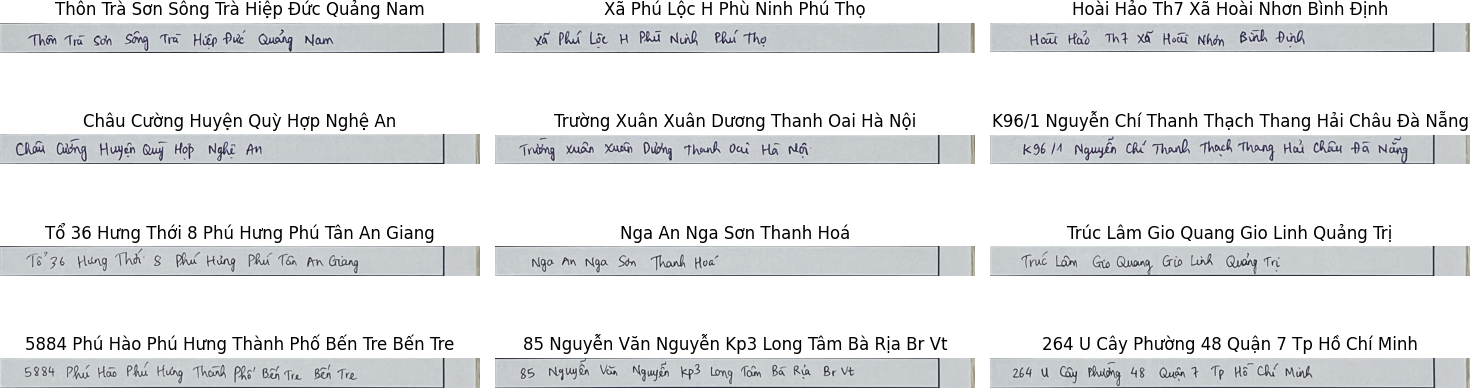 Thôn Trà Sơn Sông Trà Hiệp Đức Quảng Nam
Thôn Trà Sơn Sông Trà Hiệp Đức Quảng Nam
Xã Phú Lộc H Phù Ninh Phú Thọ
Xã Phú Lộc H Phù Ninh Phú Thọ
Hoài Hảo Th7 Xã Hoài Nhơn Bình Định
Hoài Hảo Th7 Xã Hoài Nhơn Bình Định
Châu Cường Huyện Quỳ Hợp Nghệ An
Châu Cường Huyện Quỳ Hợp Nghệ An
Trường Xuân Xuân Dương Thanh Oai Hà Nội
Trường Xuân Xuân Dương Thanh Oai Hà Nội
K96/1 Nguyễn Chí Thanh Thạch Thang Hải Châu Đà Nẵng
K96/1 Nguyễn Chí Thanh Thạch Thang Hải Châu Đà Nẵng
Tổ 36 Hưng Thới 8 Phú Hưng Phú Tân An Giang
Tổ 36 Hưng Thới 8 Phú Hưng Phú Tân An Giang
Nga An Nga Sơn Thanh Hoá
Nga An Nga Sơn Thanh Hoá
Trúc Lâm Gio Quang Gio Linh Quảng Trị
Trúc Lâm Gio Quang Gio Linh Quảng Trị
5884 Phú Hào Phú Hưng Thành Phố Bến Tre Bến Tre
5884 Phú Hào Phú Hưng Thành Phố Bến Tre Bến Tre
85 Nguyễn Văn Nguyễn Kp3 Long Tâm Bà Rịa Br Vt
85 Nguyễn Văn Nguyễn Kp3 Long Tâm Bà Rịa Br Vt
264 U Cây Phường 48 Quận 7 Tp Hồ Chí Minh
264 U Cây Phường 48 Quận 7 Tp Hồ Chí Minh